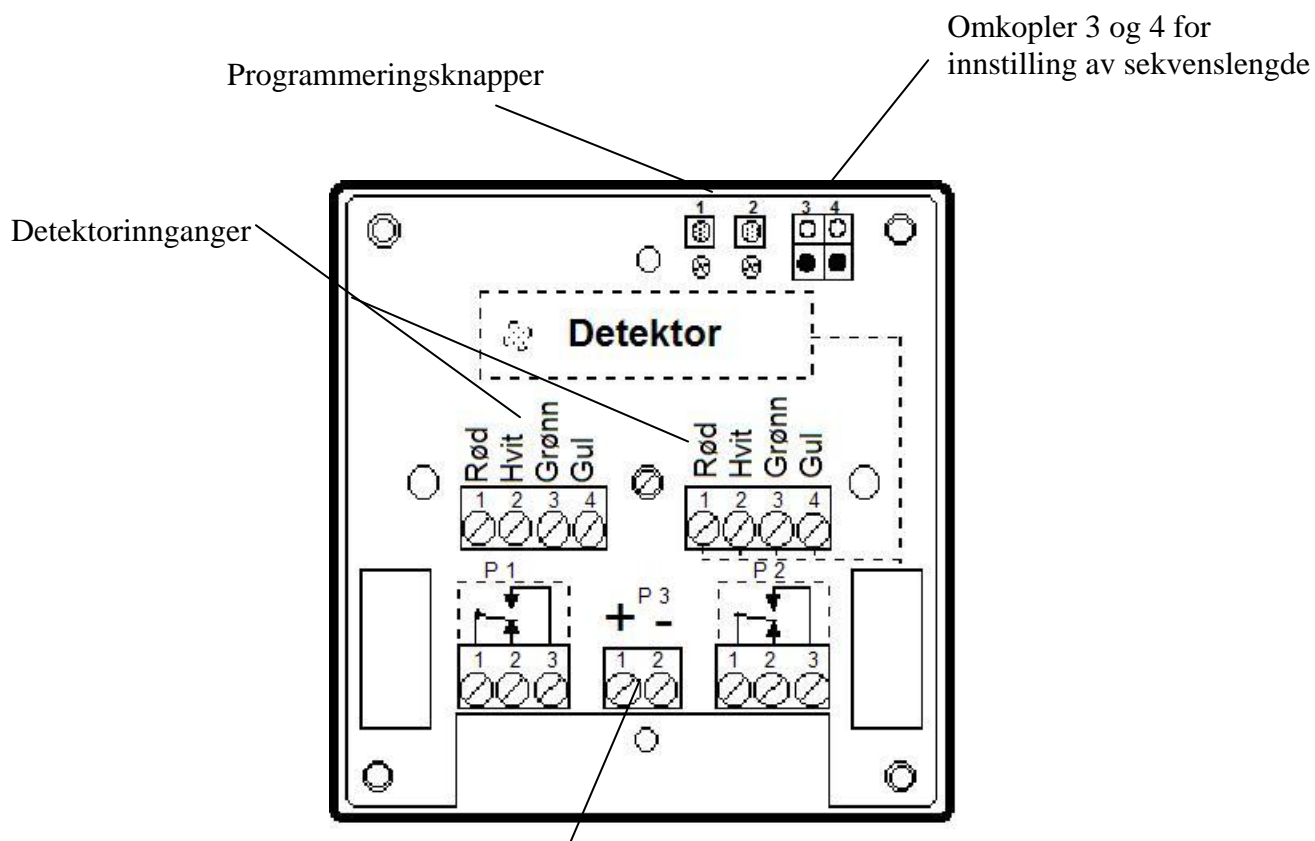 Omkopler 3 og 4 for
innstilling av sekvenslengde
Programmeringsknapper
Detektorinnganger
1 2 3 4
Detektor
Rød Hvit Grønn Gul
1 2 3 4
Rød Hvit Grønn Gul
1 2 3 4
P 1
1 2 3
P 3
+ -
1 2
P 2
1 2 3